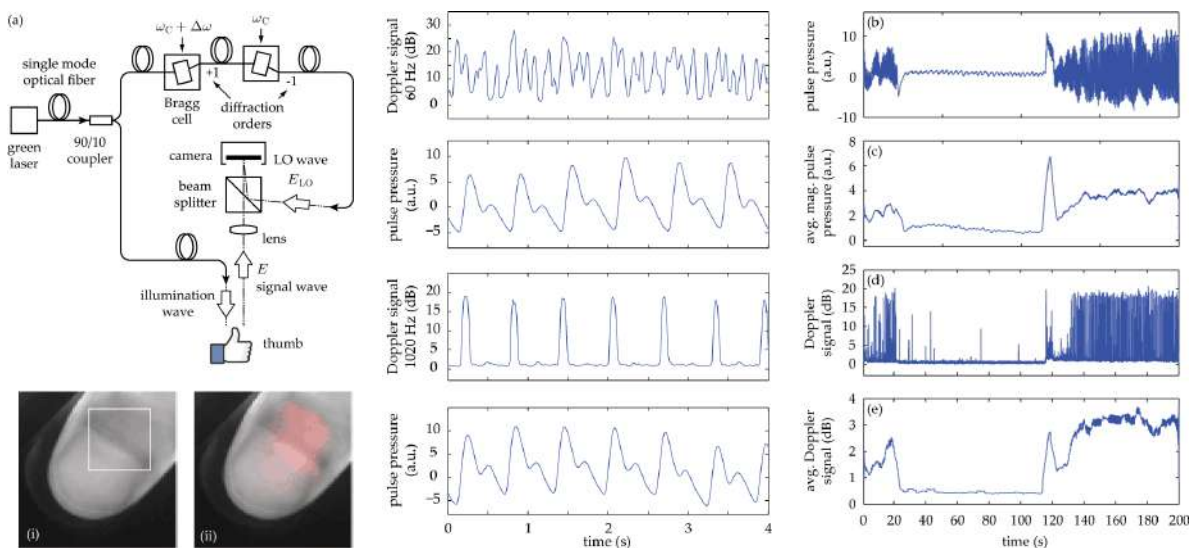 (a)
ω_C + Δω
ω_C
single mode
optical fiber
+1
-1
Bragg
cell
diffraction
orders
green
laser
90/10
coupler
camera
LO wave
beam
splitter
E_LO
lens
E
signal wave
illumination
wave
thumb
(i)
(ii)
Doppler signal
60 Hz (dB)
30
20
10
0
pulse pressure
(a.u.)
10
5
0
−5
Doppler signal
1020 Hz (dB)
20
15
10
5
0
pulse pressure
(a.u.)
10
5
0
−5
0 1 2 3 4
time (s)
(b)
pulse pressure
(a.u.)
10
0
-10
(c)
avg. mag. pulse
pressure (a.u.)
8
6
4
2
0
(d)
Doppler
signal (dB)
25
20
15
10
5
0
(e)
avg. Doppler
signal (dB)
4
3
2
1
0
0 20 40 60 80 100 120 140 160 180 200
time (s)